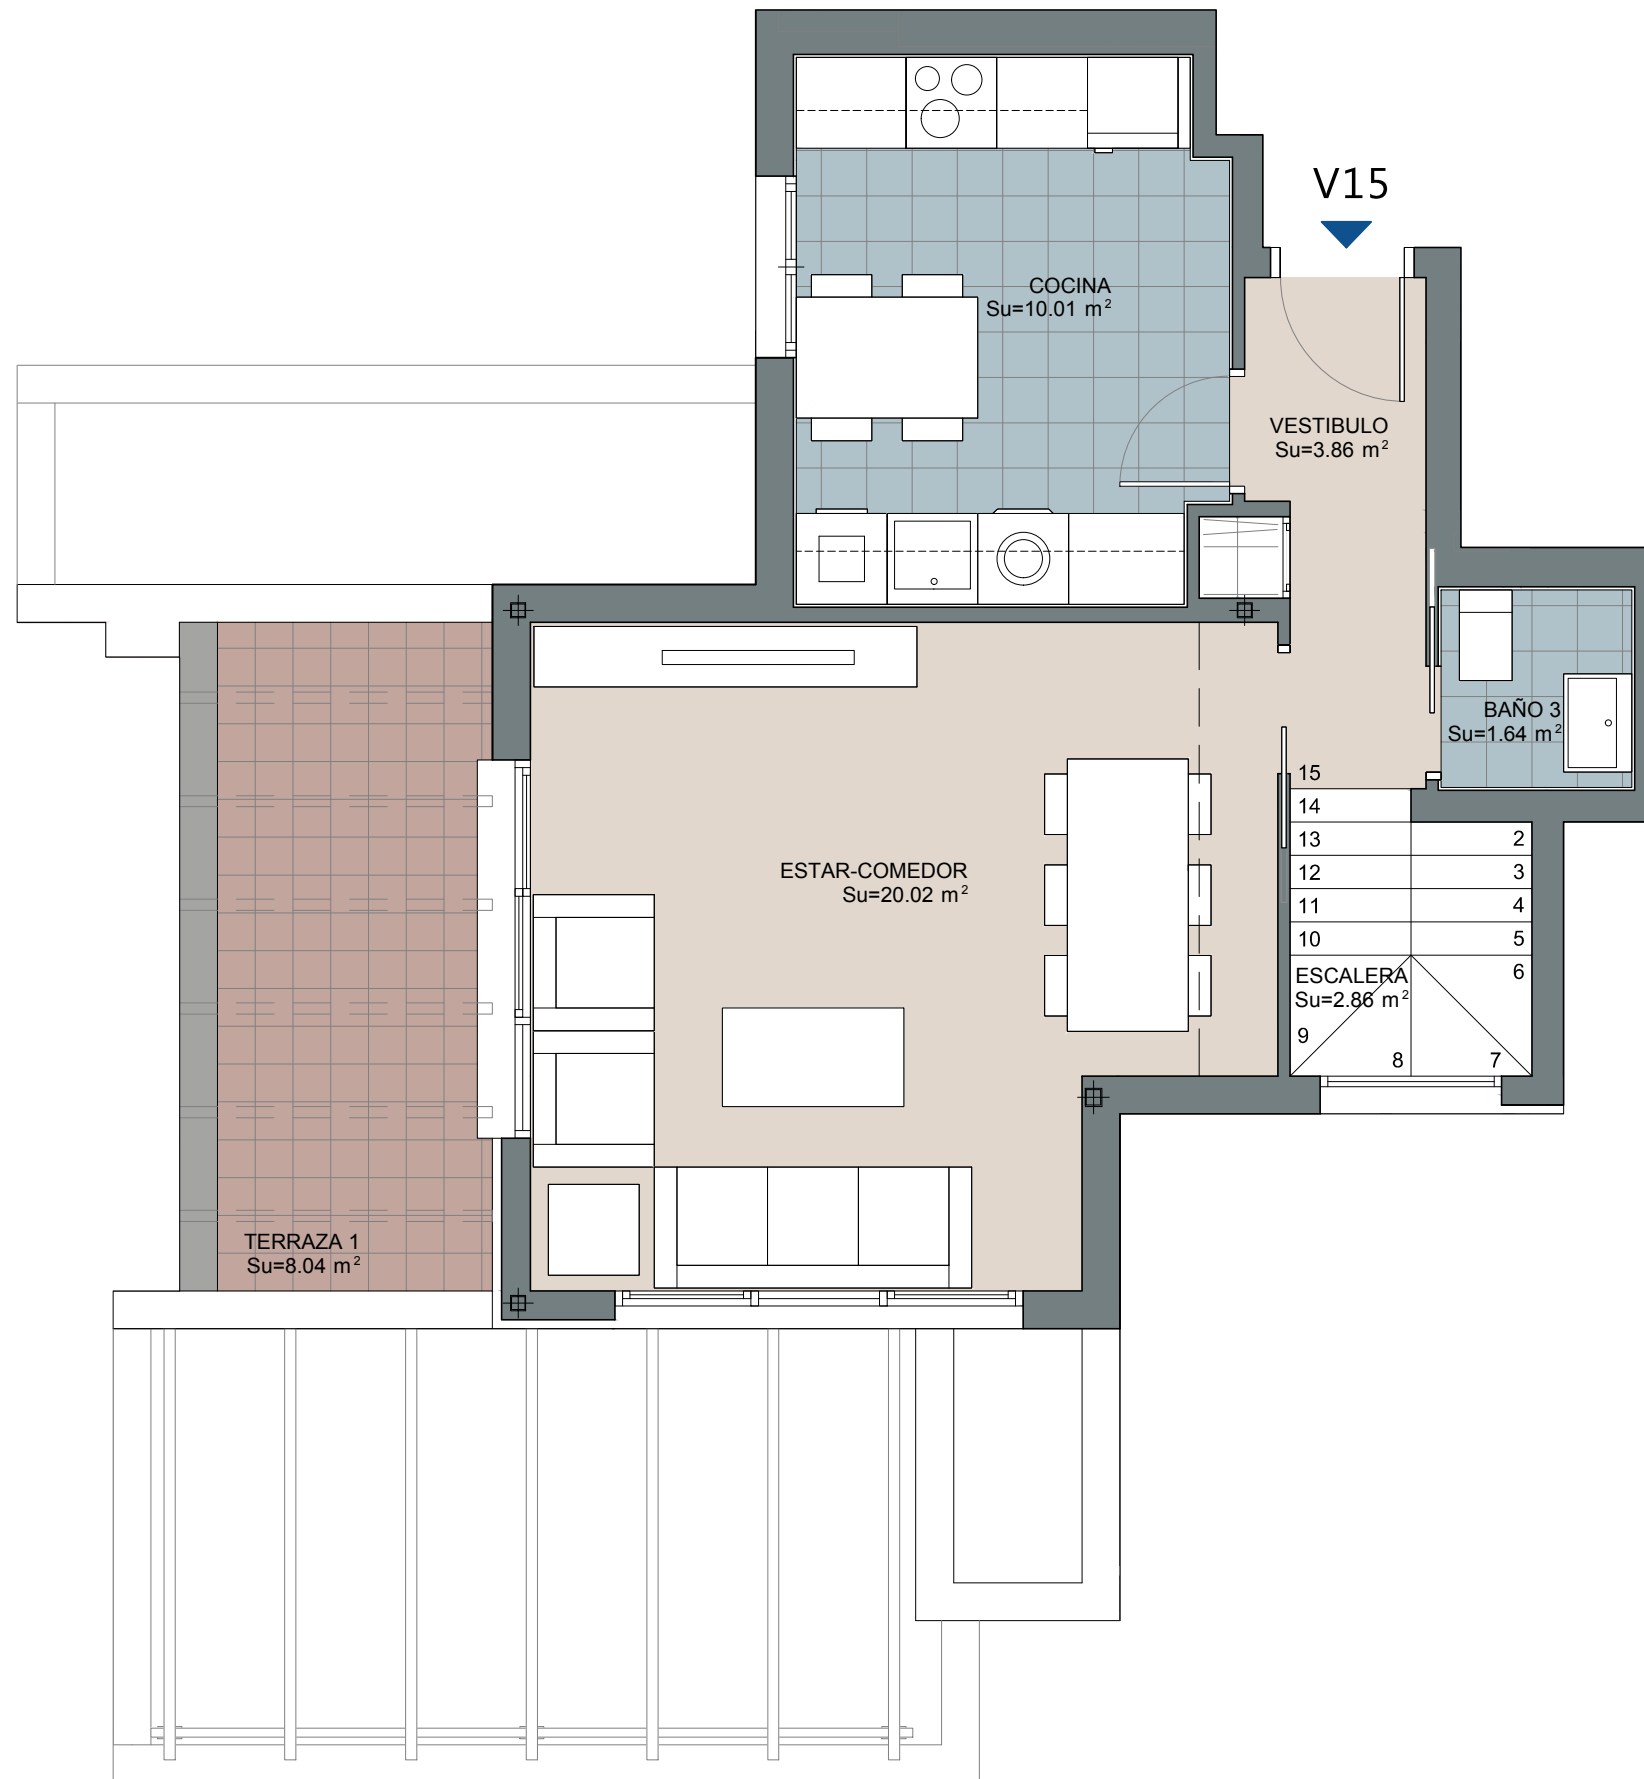 V15
COCINA
Su=10.01 m²
VESTIBULO
Su=3.86 m²
BAÑO 3
Su=1.64 m²
15
14
13
2
12
3
11
4
10
5
6
ESCALERA
Su=2.86 m²
9
8
7
ESTAR-COMEDOR
Su=20.02 m²
TERRAZA 1
Su=8.04 m²